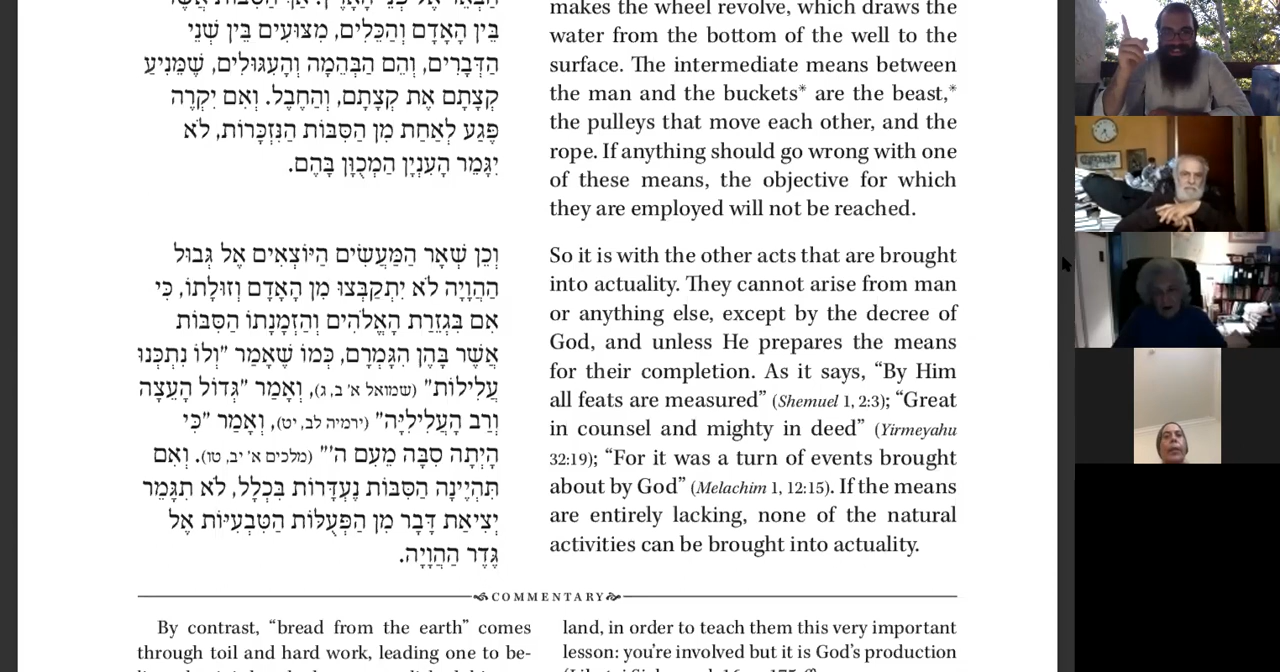 בֵּין הָאָדָם וְהַכֵּלִים, מְצוּעִים בֵּין שְׁנֵי
הַדְּבָרִים, וְהֵם הַבְּהֵמָה וְהָעִגּוּלִים, שֶׁמֵּנִיעַ
קְצָתָם אֶת קְצָתָם, וְהַחֶבֶל. וְאִם יִקְרֶה
פֶּגַע לְאַחַת מִן הַסִּבּוֹת הַנִּזְכָּרוֹת, לֹא
יִגָּמֵר הָעִנְיָן הַמְכֻוָּן בָּהֶם.
וְכֵן שְׁאָר הַמַּעֲשִׂים הַיּוֹצְאִים אֶל גְּבוּל
הַהֲוָיָה לֹא יִתְקַבְּצוּ מִן הָאָדָם וְזוּלָתוֹ, כִּי
אִם בִּגְזֵרַת הָאֱלֹהִים וְהַזְמָנָתוֹ הַסִּבּוֹת
אֲשֶׁר בָּהֶן הִגָּמְרָם, כְּמוֹ שֶׁאָמַר "וְלוֹ נִתְכְּנוּ
עֲלִילוֹת" (שמואל א' ב, ג), וְאָמַר "גְּדוֹל הָעֵצָה
וְרַב הָעֲלִילִיָּה" (ירמיה לב, יט), וְאָמַר "כִּי
הָיְתָה סִבָּה מֵעִם ה'" (מלכים א' יב, טו). וְאִם
תִּהְיֶינָה הַסִּבּוֹת נֶעְדָּרוֹת בִּכְלָל, לֹא תִגָּמֵר
יְצִיאַת דָּבָר מִן הַפְּעֻלּוֹת הַטִּבְעִיּוֹת אֶל
גֶּדֶר הַהֲוָיָה.
makes the wheel revolve, which draws the
water from the bottom of the well to the
surface. The intermediate means between
the man and the buckets* are the beast,*
the pulleys that move each other, and the
rope. If anything should go wrong with one
of these means, the objective for which
they are employed will not be reached.
So it is with the other acts that are brought
into actuality. They cannot arise from man
or anything else, except by the decree of
God, and unless He prepares the means
for their completion. As it says, “By Him
all feats are measured” (Shemuel 1, 2:3); “Great
in counsel and mighty in deed” (Yirmeyahu
32:19); “For it was a turn of events brought
about by God” (Melachim 1, 12:15). If the means
are entirely lacking, none of the natural
activities can be brought into actuality.
COMMENTARY
By contrast, “bread from the earth” comes
through toil and hard work, leading one to be-
land, in order to teach them this very important
lesson: you’re involved but it is God’s production